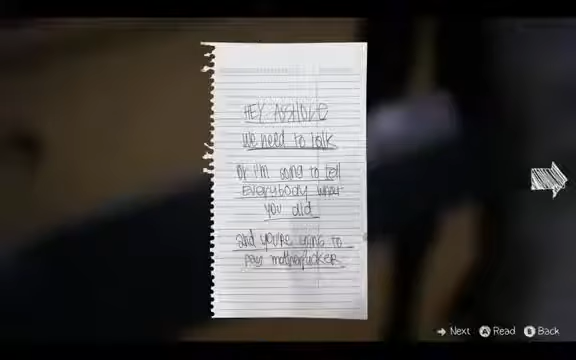 HEY ASSHOLE
We need to talk
Or I'm going to tell
EVERYBODY what
you did
and you're going to
pay motherfucker
Next A Read B Back